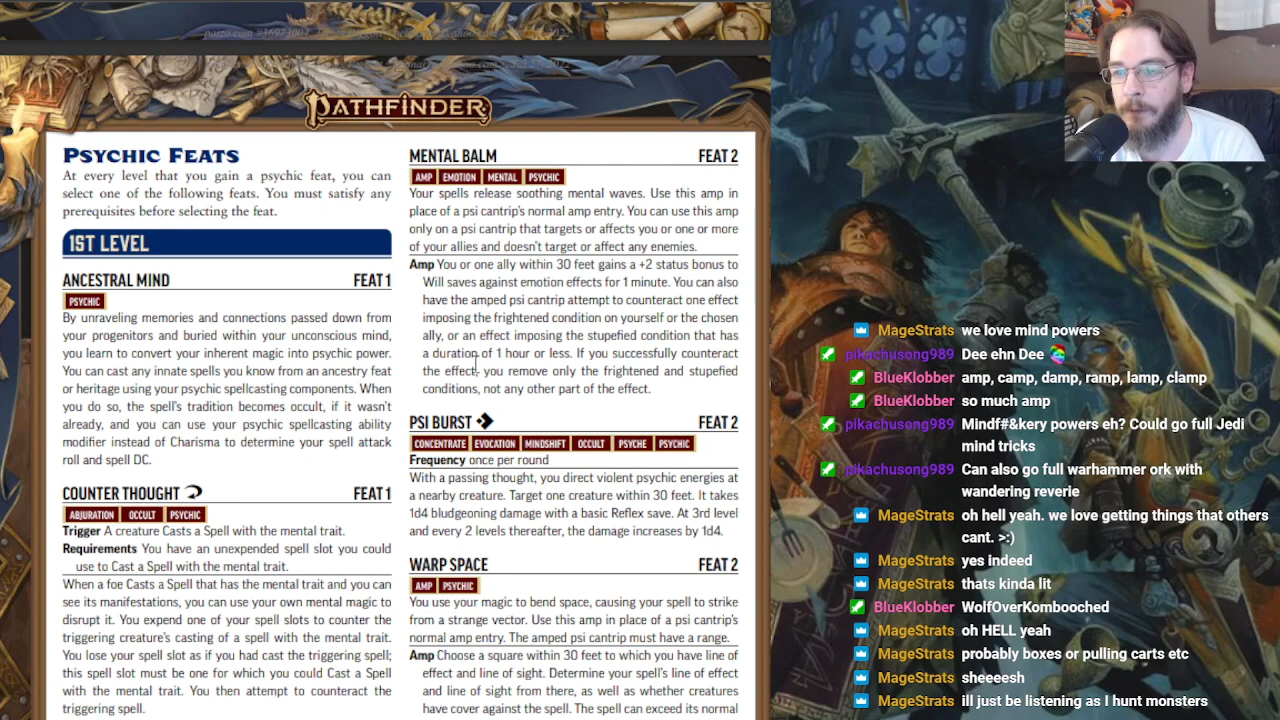 PATHFINDER
PSYCHIC FEATS
At every level that you gain a psychic feat, you can
select one of the following feats. You must satisfy any
prerequisites before selecting the feat.
1ST LEVEL
ANCESTRAL MIND FEAT 1
PSYCHIC
By unraveling memories and connections passed down from
your progenitors and buried within your unconscious mind,
you learn to convert your inherent magic into psychic power.
You can cast any innate spells you know from an ancestry feat
or heritage using your psychic spellcasting components. When
you do so, the spell's tradition becomes occult, if it wasn't
already, and you can use your psychic spellcasting ability
modifier instead of Charisma to determine your spell attack
roll and spell DC.
COUNTER THOUGHT FEAT 1
ABJURATION OCCULT PSYCHIC
Trigger A creature Casts a Spell with the mental trait.
Requirements You have an unexpended spell slot you could
use to Cast a Spell with the mental trait.
When a foe Casts a Spell that has the mental trait and you can
see its manifestations, you can use your own mental magic to
disrupt it. You expend one of your spell slots to counter the
triggering creature's casting of a spell with the mental trait.
You lose your spell slot as if you had cast the triggering spell;
this spell slot must be one for which you could Cast a Spell
with the mental trait. You then attempt to counteract the
triggering spell.
MENTAL BALM FEAT 2
AMP EMOTION MENTAL PSYCHIC
Your spells release soothing mental waves. Use this amp in
place of a psi cantrip's normal amp entry. You can use this amp
only on a psi cantrip that targets or affects you or one or more
of your allies and doesn't target or affect any enemies.
Amp You or one ally within 30 feet gains a +2 status bonus to
Will saves against emotion effects for 1 minute. You can also
have the amped psi cantrip attempt to counteract one effect
imposing the frightened condition on yourself or the chosen
ally, or an effect imposing the stupefied condition that has
a duration of 1 hour or less. If you successfully counteract
the effect, you remove only the frightened and stupefied
conditions, not any other part of the effect.
PSI BURST FEAT 2
CONCENTRATE EVOCATION MINDSHIFT OCCULT PSYCHE PSYCHIC
Frequency once per round
With a passing thought, you direct violent psychic energies at
a nearby creature. Target one creature within 30 feet. It takes
1d4 bludgeoning damage with a basic Reflex save. At 3rd level
and every 2 levels thereafter, the damage increases by 1d4.
WARP SPACE FEAT 2
AMP PSYCHIC
You use your magic to bend space, causing your spell to strike
from a strange vector. Use this amp in place of a psi cantrip's
normal amp entry. The amped psi cantrip must have a range.
Amp Choose a square within 30 feet to which you have line of
effect and line of sight. Determine your spell's line of effect
and line of sight from there, as well as whether creatures
have cover against the spell. The spell can exceed its normal
MageStrats we love mind powers
pikachusong989 Dee ehn Dee
BlueKlobber amp, camp, damp, ramp, lamp, clamp
BlueKlobber so much amp
pikachusong989 Mindf#&kery powers eh? Could go full Jedi
mind tricks
pikachusong989 Can also go full warhammer ork with
wandering reverie
MageStrats oh hell yeah. we love getting things that others
cant. >:)
MageStrats yes indeed
MageStrats thats kinda lit
BlueKlobber WolfOverKombooched
MageStrats oh HELL yeah
MageStrats probably boxes or pulling carts etc
MageStrats sheeeesh
MageStrats ill just be listening as I hunt monsters